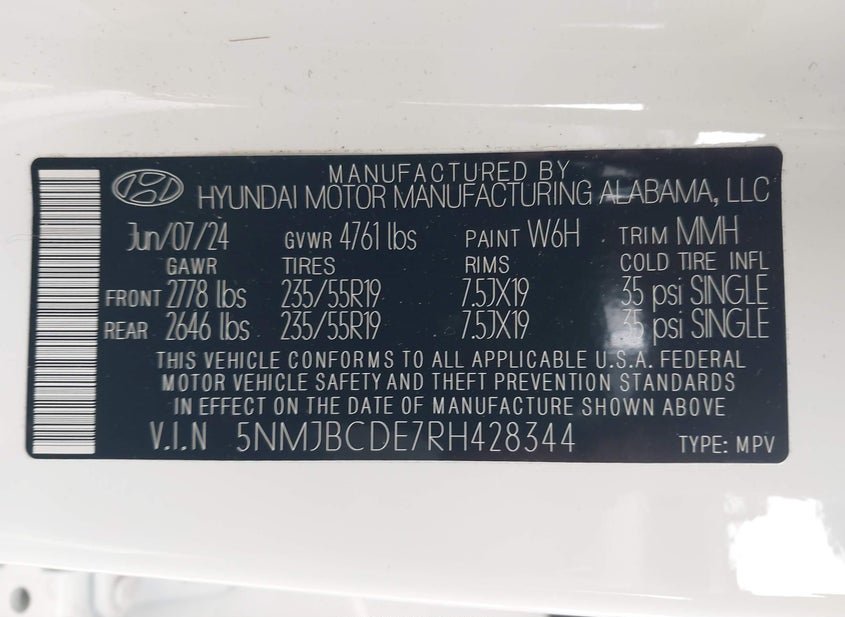 MANUFACTURED BY
HYUNDAI MOTOR MANUFACTURING ALABAMA, LLC
Jun/07/24 GVWR 4761 lbs PAINT W6H TRIM MMH
GAWR TIRES RIMS COLD TIRE INFL
FRONT 2778 lbs 235/55R19 7.5JX19 35 psi SINGLE
REAR 2646 lbs 235/55R19 7.5JX19 35 psi SINGLE
THIS VEHICLE CONFORMS TO ALL APPLICABLE U.S.A. FEDERAL
MOTOR VEHICLE SAFETY AND THEFT PREVENTION STANDARDS
IN EFFECT ON THE DATE OF MANUFACTURE SHOWN ABOVE
V.I.N 5NMJBCDE7RH428344 TYPE: MPV